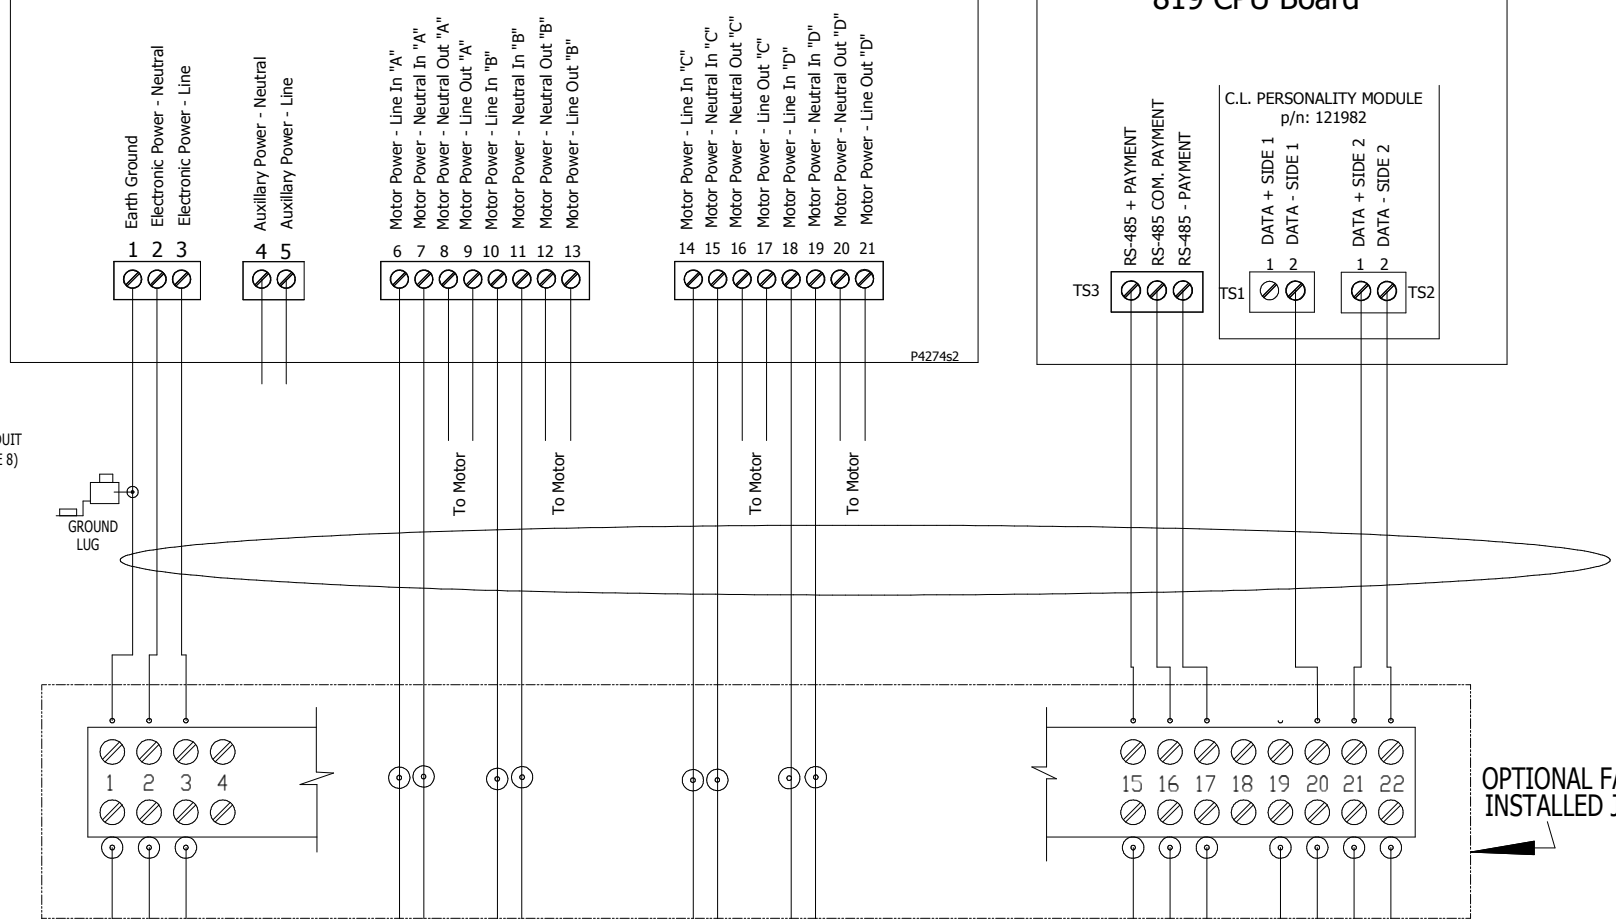 819 CPU Board
Earth Ground
Electronic Power - Neutral
Electronic Power - Line
Auxillary Power - Neutral
Auxillary Power - Line
Motor Power - Line In "A"
Motor Power - Neutral In "A"
Motor Power - Neutral Out "A"
Motor Power - Line Out "A"
Motor Power - Line In "B"
Motor Power - Neutral In "B"
Motor Power - Neutral Out "B"
Motor Power - Line Out "B"
Motor Power - Line In "C"
Motor Power - Neutral In "C"
Motor Power - Neutral Out "C"
Motor Power - Line Out "C"
Motor Power - Line In "D"
Motor Power - Neutral In "D"
Motor Power - Neutral Out "D"
Motor Power - Line Out "D"
1 2 3
4 5
6 7 8 9 10 11 12 13
14 15 16 17 18 19 20 21
C.L. PERSONALITY MODULE
p/n: 121982
RS-485 + PAYMENT
RS-485 COM. PAYMENT
RS-485 - PAYMENT
DATA + SIDE 1
DATA - SIDE 1
DATA + SIDE 2
DATA - SIDE 2
1 2
1 2
TS3
TS1
TS2
P4274s2
UIT
8)
To Motor
To Motor
To Motor
To Motor
GROUND
LUG
1 2 3 4
15 16 17 18 19 20 21 22
OPTIONAL
INSTALLED